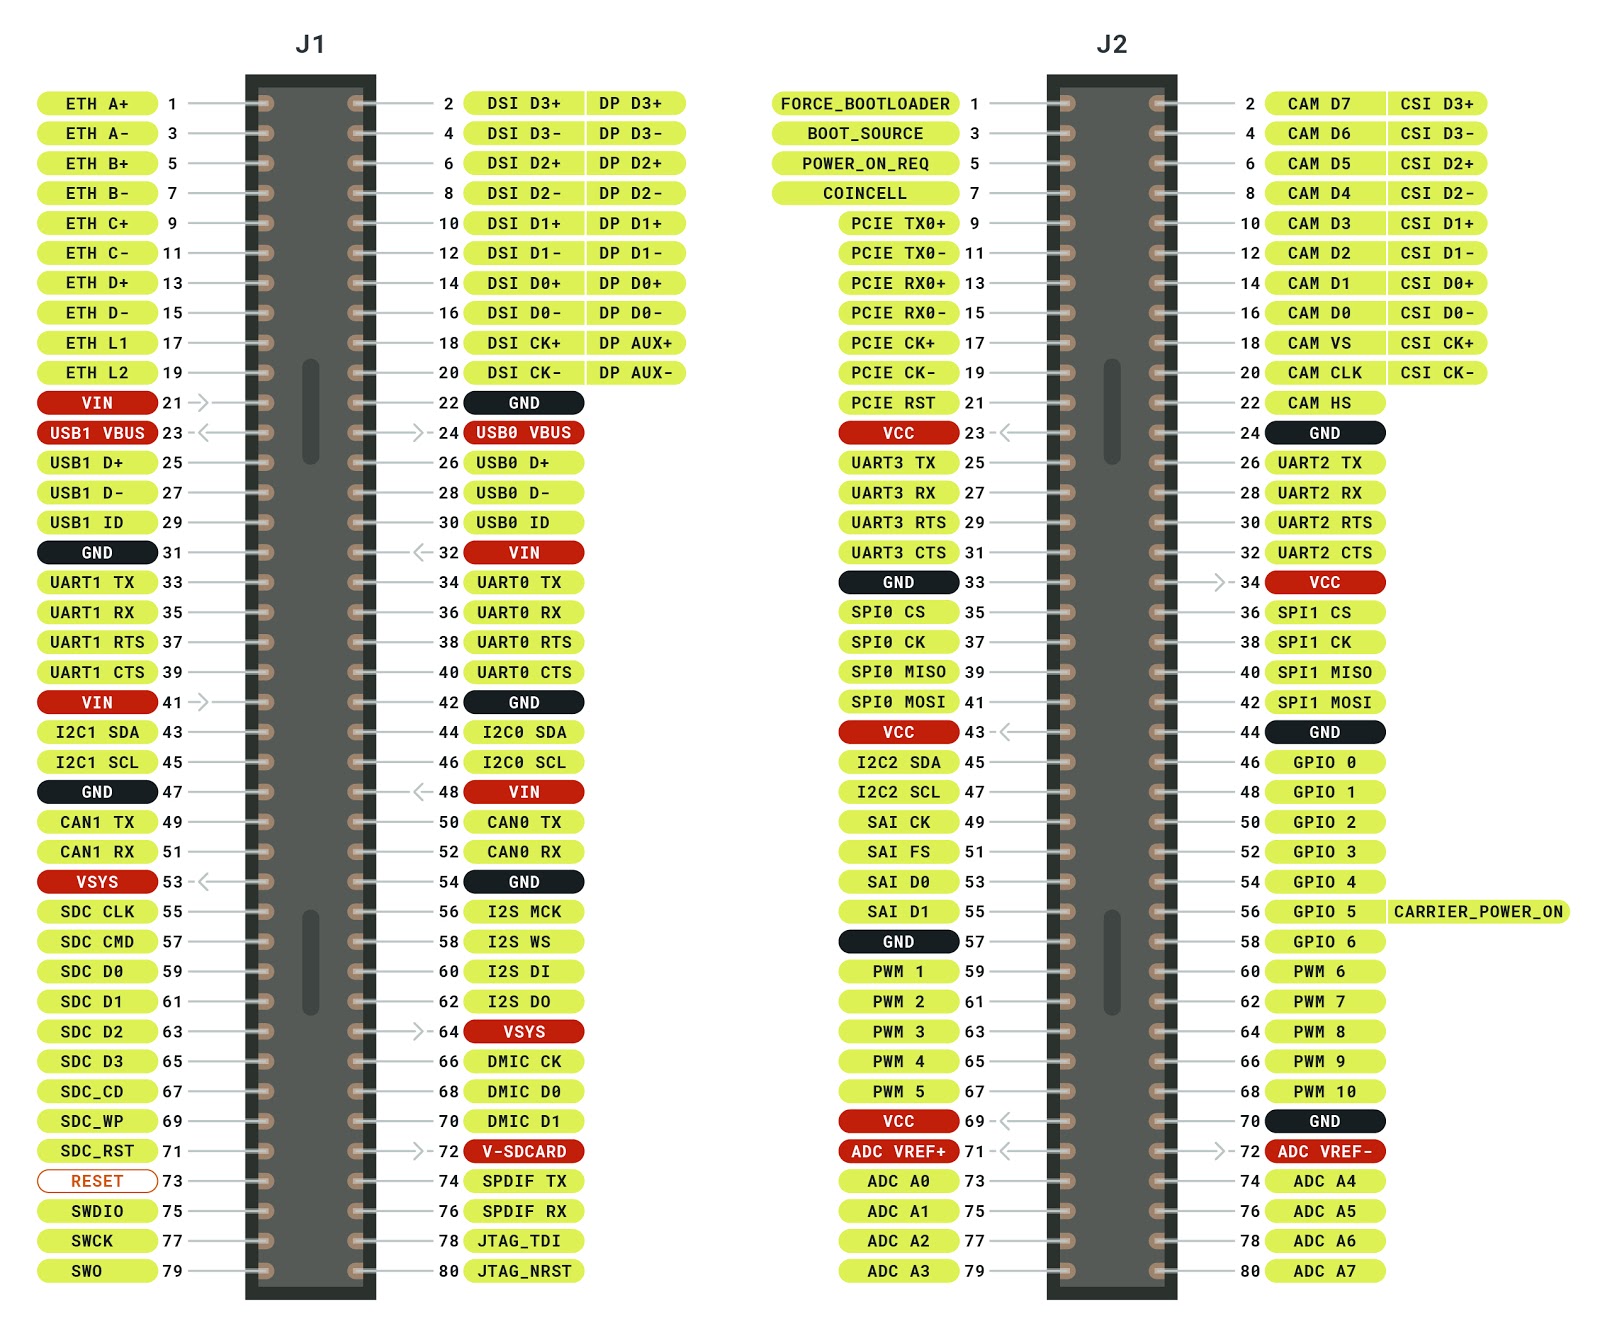 J1 J2
ETH A+ 1 2 DSI D3+ DP D3+ FORCE_BOOTLOADER 1 2 CAM D7 CSI D3+
ETH A- 3 4 DSI D3- DP D3- BOOT_SOURCE 3 4 CAM D6 CSI D3-
ETH B+ 5 6 DSI D2+ DP D2+ POWER_ON_REQ 5 6 CAM D5 CSI D2+
ETH B- 7 8 DSI D2- DP D2- COINCELL 7 8 CAM D4 CSI D2-
ETH C+ 9 10 DSI D1+ DP D1+ PCIE TX0+ 9 10 CAM D3 CSI D1+
ETH C- 11 12 DSI D1- DP D1- PCIE TX0- 11 12 CAM D2 CSI D1-
ETH D+ 13 14 DSI D0+ DP D0+ PCIE RX0+ 13 14 CAM D1 CSI D0+
ETH D- 15 16 DSI D0- DP D0- PCIE RX0- 15 16 CAM D0 CSI D0-
ETH L1 17 18 DSI CK+ DP AUX+ PCIE CK+ 17 18 CAM VS CSI CK+
ETH L2 19 20 DSI CK- DP AUX- PCIE CK- 19 20 CAM CLK CSI CK-
VIN 21 22 GND PCIE RST 21 22 CAM HS
USB1 VBUS 23 24 USB0 VBUS VCC 23 24 GND
USB1 D+ 25 26 USB0 D+ UART3 TX 25 26 UART2 TX
USB1 D- 27 28 USB0 D- UART3 RX 27 28 UART2 RX
USB1 ID 29 30 USB0 ID UART3 RTS 29 30 UART2 RTS
GND 31 32 VIN UART3 CTS 31 32 UART2 CTS
UART1 TX 33 34 UART0 TX GND 33 34 VCC
UART1 RX 35 36 UART0 RX SPI0 CS 35 36 SPI1 CS
UART1 RTS 37 38 UART0 RTS SPI0 CK 37 38 SPI1 CK
UART1 CTS 39 40 UART0 CTS SPI0 MISO 39 40 SPI1 MISO
VIN 41 42 GND SPI0 MOSI 41 42 SPI1 MOSI
I2C1 SDA 43 44 I2C0 SDA VCC 43 44 GND
I2C1 SCL 45 46 I2C0 SCL I2C2 SDA 45 46 GPIO 0
GND 47 48 VIN I2C2 SCL 47 48 GPIO 1
CAN1 TX 49 50 CAN0 TX SAI CK 49 50 GPIO 2
CAN1 RX 51 52 CAN0 RX SAI FS 51 52 GPIO 3
VSYS 53 54 GND SAI D0 53 54 GPIO 4
SDC CLK 55 56 I2S MCK SAI D1 55 56 GPIO 5 CARRIER_POWER_ON
SDC CMD 57 58 I2S WS GND 57 58 GPIO 6
SDC D0 59 60 I2S DI PWM 1 59 60 PWM 6
SDC D1 61 62 I2S DO PWM 2 61 62 PWM 7
SDC D2 63 64 VSYS PWM 3 63 64 PWM 8
SDC D3 65 66 DMIC CK PWM 4 65 66 PWM 9
SDC_CD 67 68 DMIC D0 PWM 5 67 68 PWM 10
SDC_WP 69 70 DMIC D1 VCC 69 70 GND
SDC_RST 71 72 V-SDCARD ADC VREF+ 71 72 ADC VREF-
RESET 73 74 SPDIF TX ADC A0 73 74 ADC A4
SWDIO 75 76 SPDIF RX ADC A1 75 76 ADC A5
SWCK 77 78 JTAG_TDI ADC A2 77 78 ADC A6
SWO 79 80 JTAG_NRST ADC A3 79 80 ADC A7